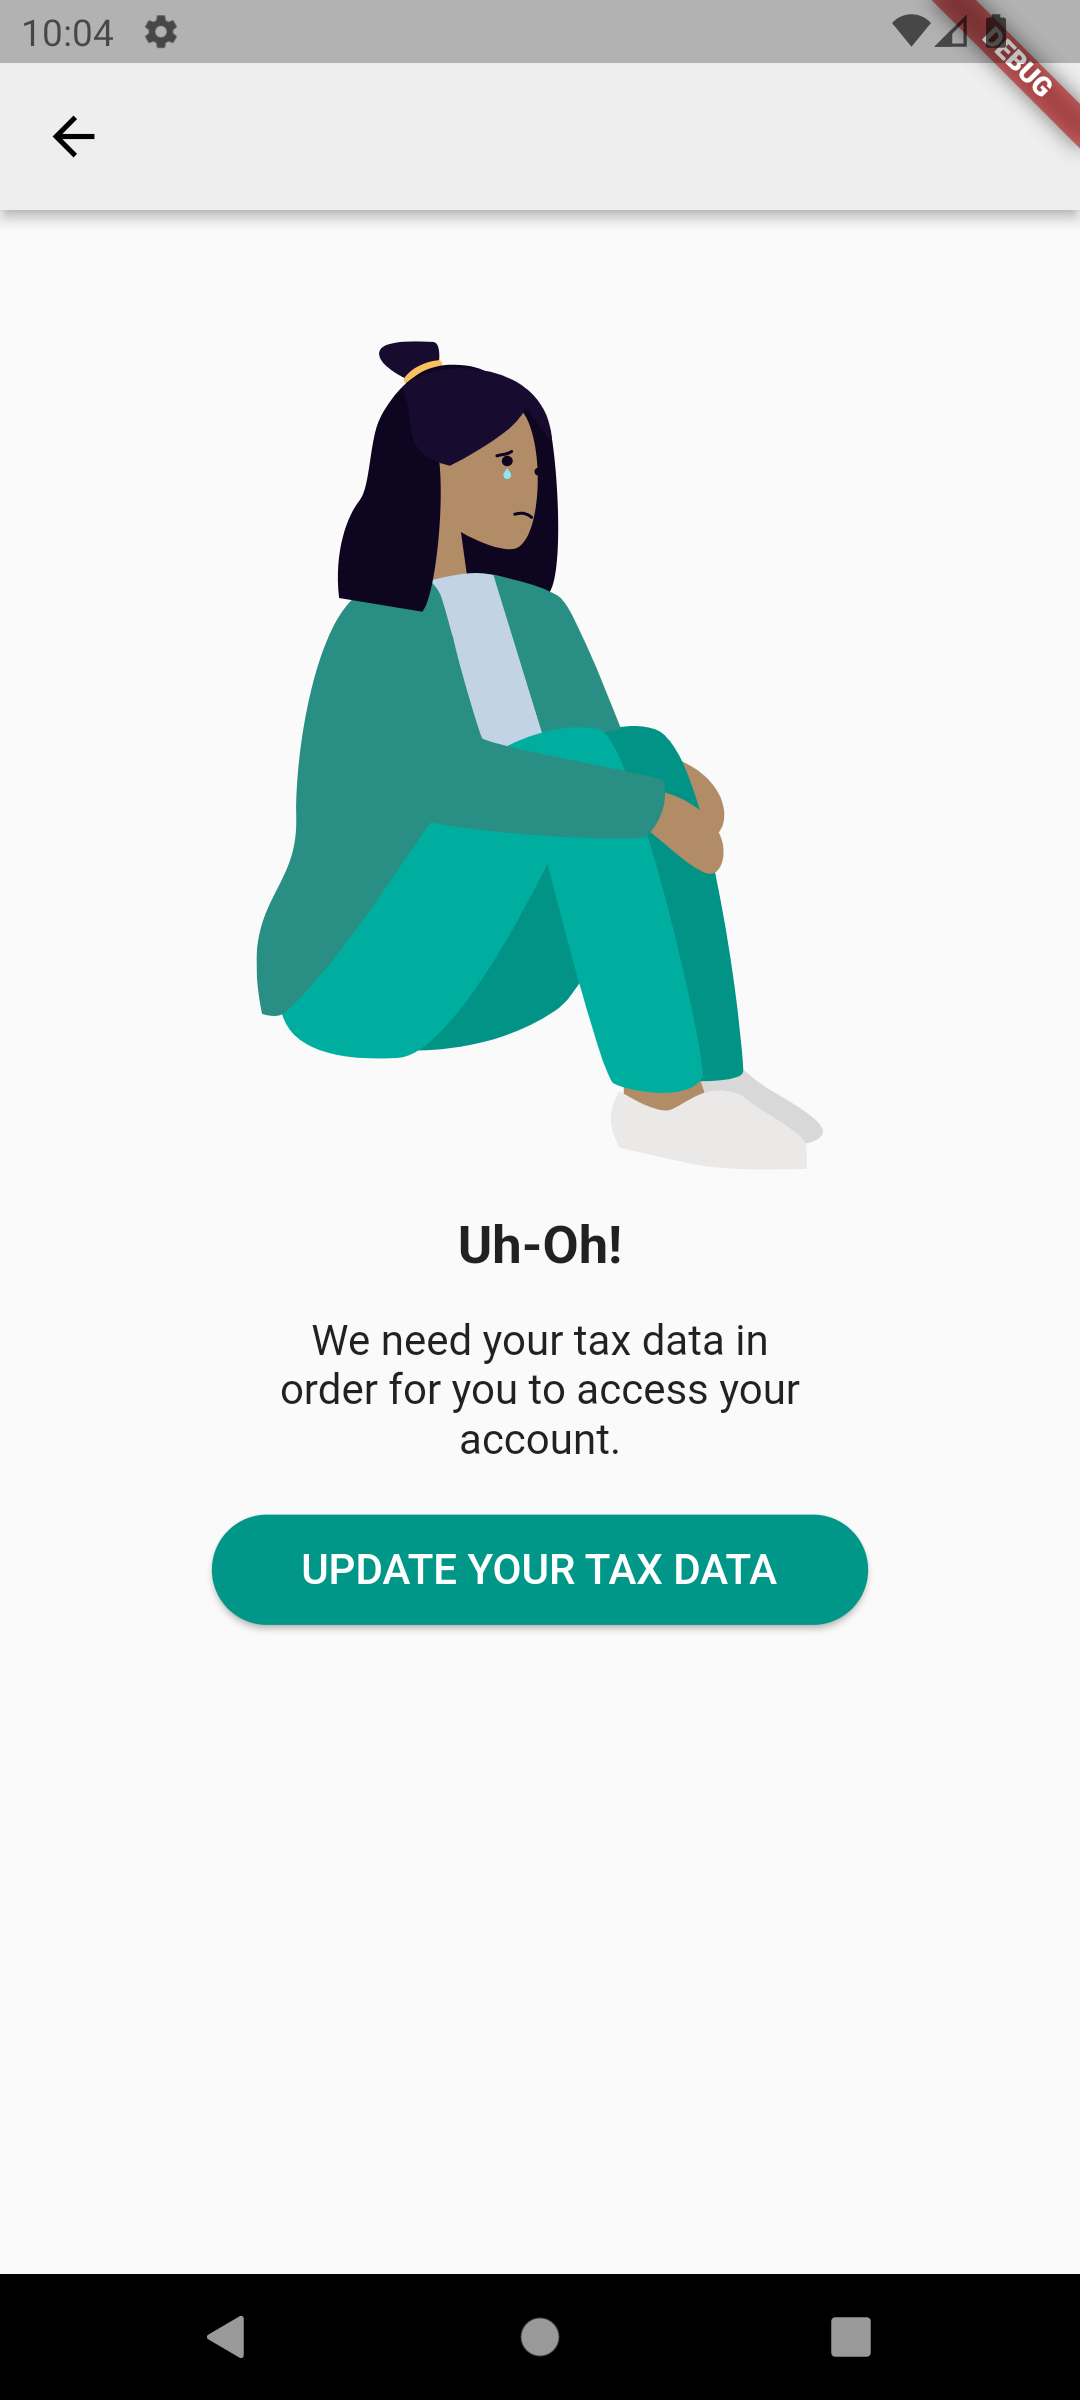 10:04
DEBUG
Uh-Oh!
We need your tax data in
order for you to access your
account.
UPDATE YOUR TAX DATA